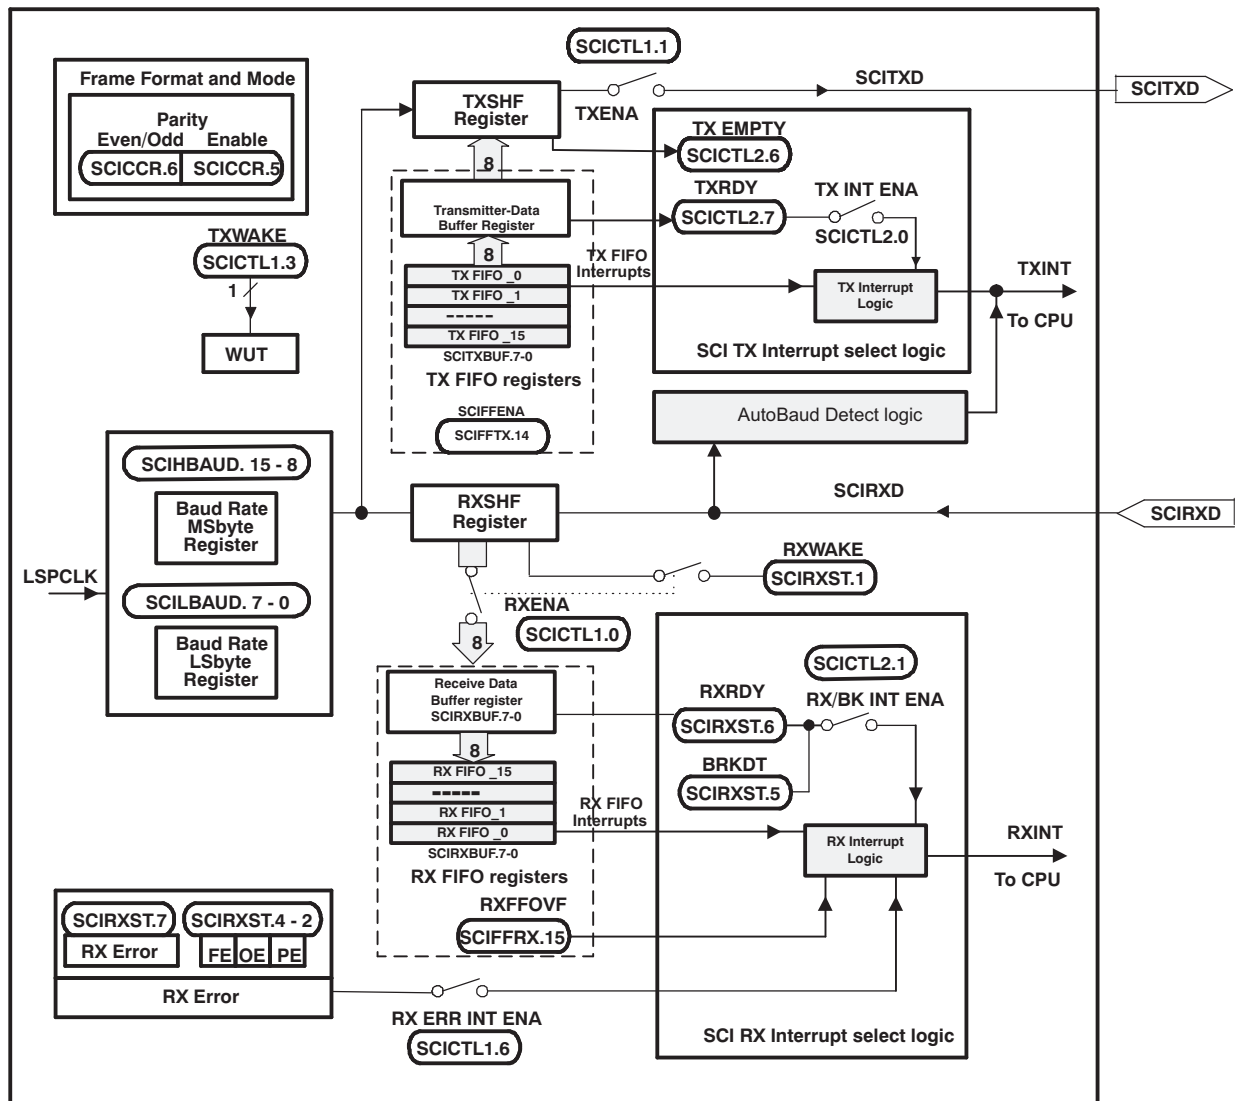 SCICTL1.1
Frame Format and Mode
Parity
Even/Odd Enable
SCICCR.6 SCICCR.5
TXSHF
Register
TXENA
SCITXD
SCITXD
TX EMPTY
SCICTL2.6
TXRDY
SCICTL2.7
TX INT ENA
SCICTL2.0
8
Transmitter-Data
Buffer Register
8
TX FIFO _0
TX FIFO _1
-----
TX FIFO _15
SCITXBUF.7-0
TX FIFO registers
SCIFFENA
SCIFFTX.14
TX FIFO
Interrupts
TX Interrupt
Logic
TXINT
To CPU
SCI TX Interrupt select logic
TXWAKE
SCICTL1.3
1
WUT
AutoBaud Detect logic
SCIHBAUD. 15 - 8
Baud Rate
MSbyte
Register
LSPCLK
SCILBAUD. 7 - 0
Baud Rate
LSbyte
Register
RXSHF
Register
SCIRXD
SCIRXD
RXWAKE
SCIRXST.1
RXENA
SCICTL1.0
8
Receive Data
Buffer register
SCIRXBUF.7-0
8
RX FIFO _15
-----
RX FIFO_1
RX FIFO _0
SCIRXBUF.7-0
RX FIFO registers
RXFFOVF
SCIFFRX.15
RX FIFO
Interrupts
SCICTL2.1
RX/BK INT ENA
RXRDY
SCIRXST.6
BRKDT
SCIRXST.5
RX Interrupt
Logic
RXINT
To CPU
SCI RX Interrupt select logic
SCIRXST.7 SCIRXST.4 - 2
RX Error FE OE PE
RX Error
RX ERR INT ENA
SCICTL1.6